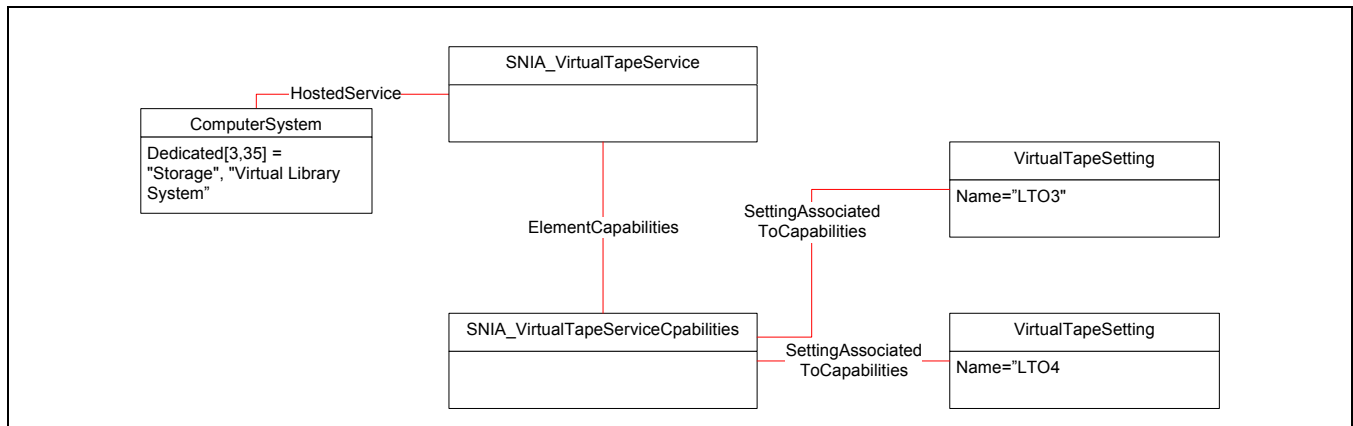 SNIA_VirtualTapeService
HostedService
ComputerSystem
Dedicated[3,35] =
"Storage", "Virtual Library
System”
VirtualTapeSetting
Name=”LTO3"
SettingAssociated
ToCapabilities
ElementCapabilities
SNIA_VirtualTapeServiceCpabilities
SettingAssociated
ToCapabilities
VirtualTapeSetting
Name=”LTO4